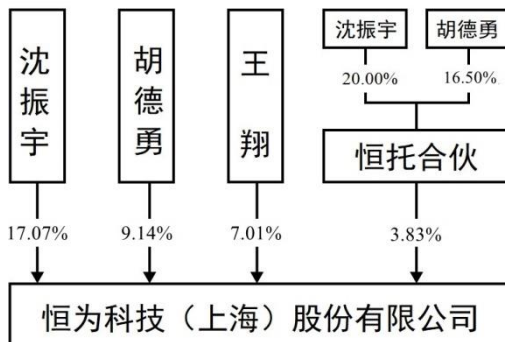 沈振宇
胡德勇
王翔
沈振宇
胡德勇
20.00%
16.50%
恒托合伙
17.07%
9.14%
7.01%
3.83%
恒为科技（上海）股份有限公司